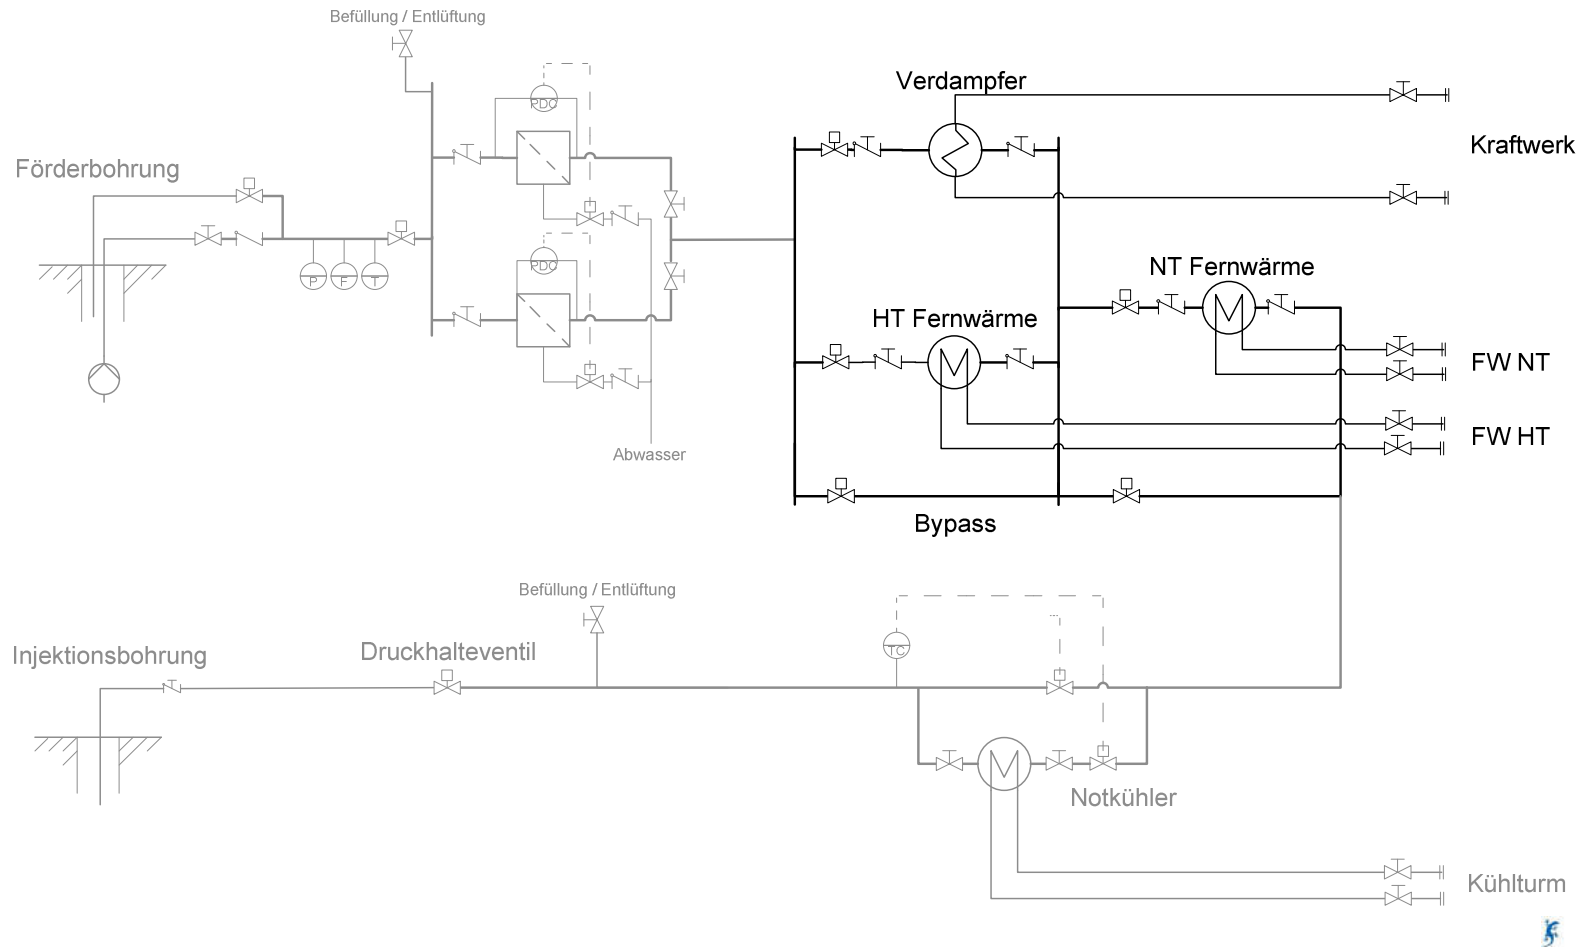 Befüllung / Entlüftung
Verdampfer
PDC
Kraftwerk
Förderbohrung
P
F
T
PDC
NT Fernwärme
HT Fernwärme
FW NT
FW HT
Abwasser
Bypass
Befüllung / Entlüftung
Injektionsbohrung
Druckhalteventil
TC
Notkühler
Kühlturm